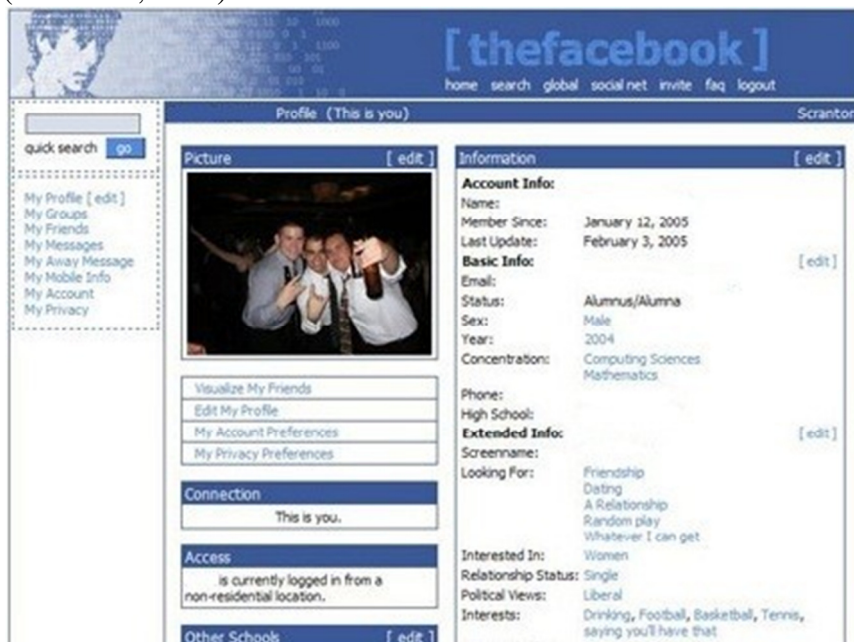 [ thefacebook ]
home search global social net invite faq logout
quick search go
My Profile [ edit ]
My Groups
My Friends
My Messages
My Away Message
My Mobile Info
My Account
My Privacy
Profile (This is you) Scranton
Picture [ edit ]
Visualize My Friends
Edit My Profile
My Account Preferences
My Privacy Preferences
Connection
This is you.
Access
is currently logged in from a
non-residential location.
Other Schools [ edit ]
Information [ edit ]
Account Info:
Name:
Member Since: January 12, 2005
Last Update: February 3, 2005
Basic Info: [ edit ]
Email:
Status: Alumnus/Alumna
Sex: Male
Year: 2004
Concentration: Computing Sciences
Mathematics
Phone:
High School:
Extended Info: [ edit ]
Screenname:
Looking For: Friendship
Dating
A Relationship
Random play
Whatever I can get
Interested In: Women
Relationship Status: Single
Political Views: Liberal
Interests: Drinking, Football, Basketball, Tennis,
saying you'll have that